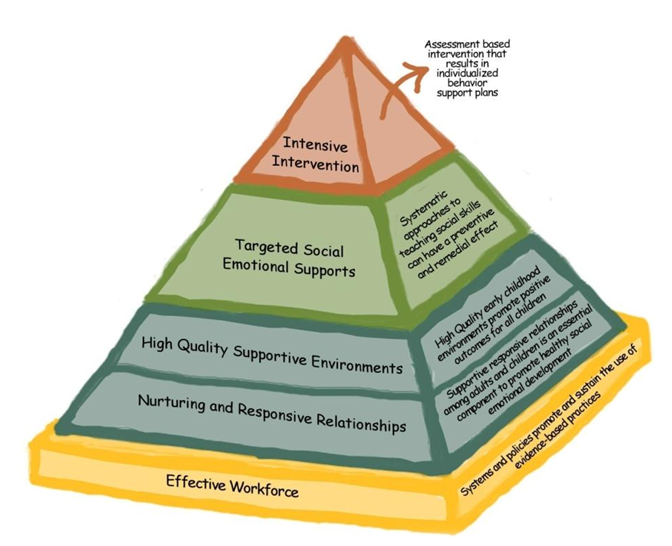 Assessment based
intervention that
results in
individualized
behavior
support plans
Intensive
Intervention
Systematic
approaches to
teaching social skills
can have a preventive
and remedial effect
Targeted Social
Emotional Supports
High Quality early childhood
environments promote positive
outcomes for all children
High Quality Supportive Environments
Supportive responsive relationships
among adults and children is an essential
component to promote healthy social
emotional development
Nurturing and Responsive Relationships
Systems and policies promote and sustain the use of
evidence-based practices
Effective Workforce